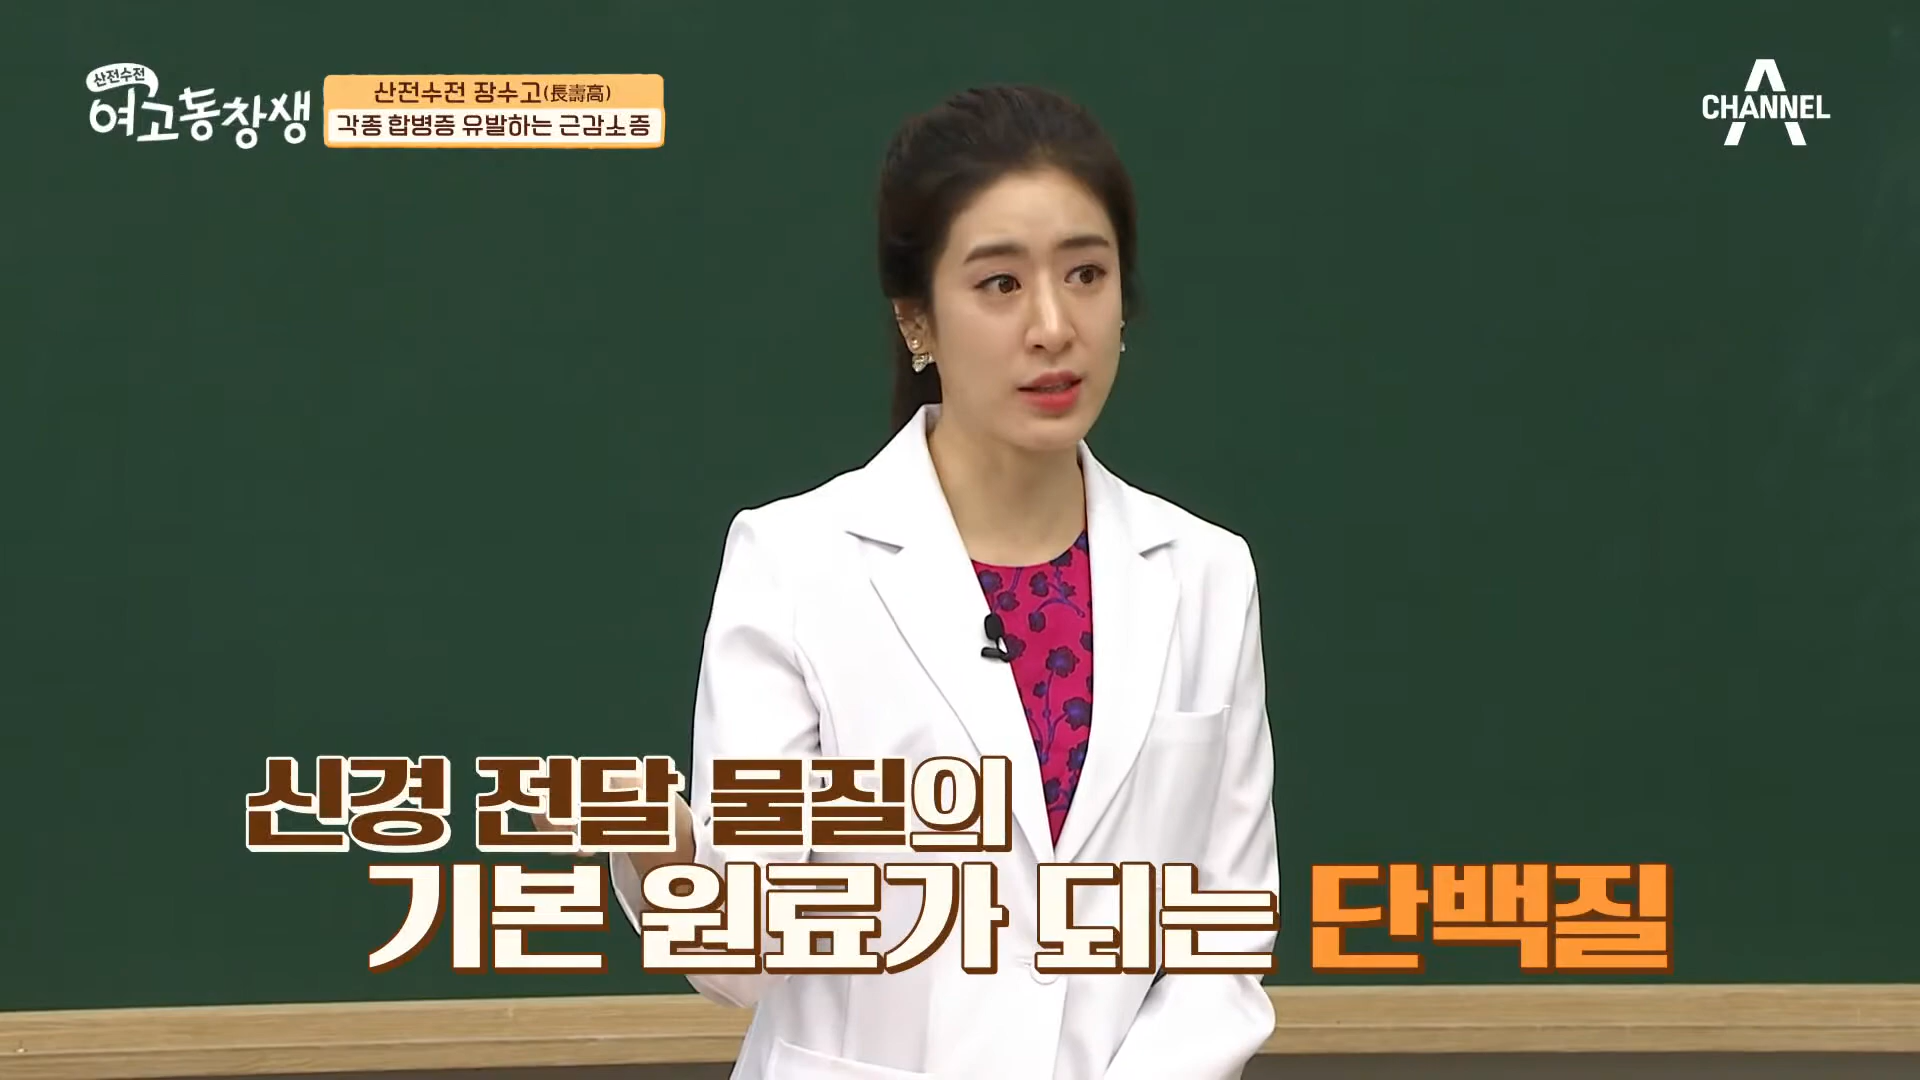 산전수전
여고동창생
산전수전 장수고(長壽高)
각종 합병증 유발하는 근감소증
CHANNEL A
신경 전달 물질의
기본 원료가 되는 단백질